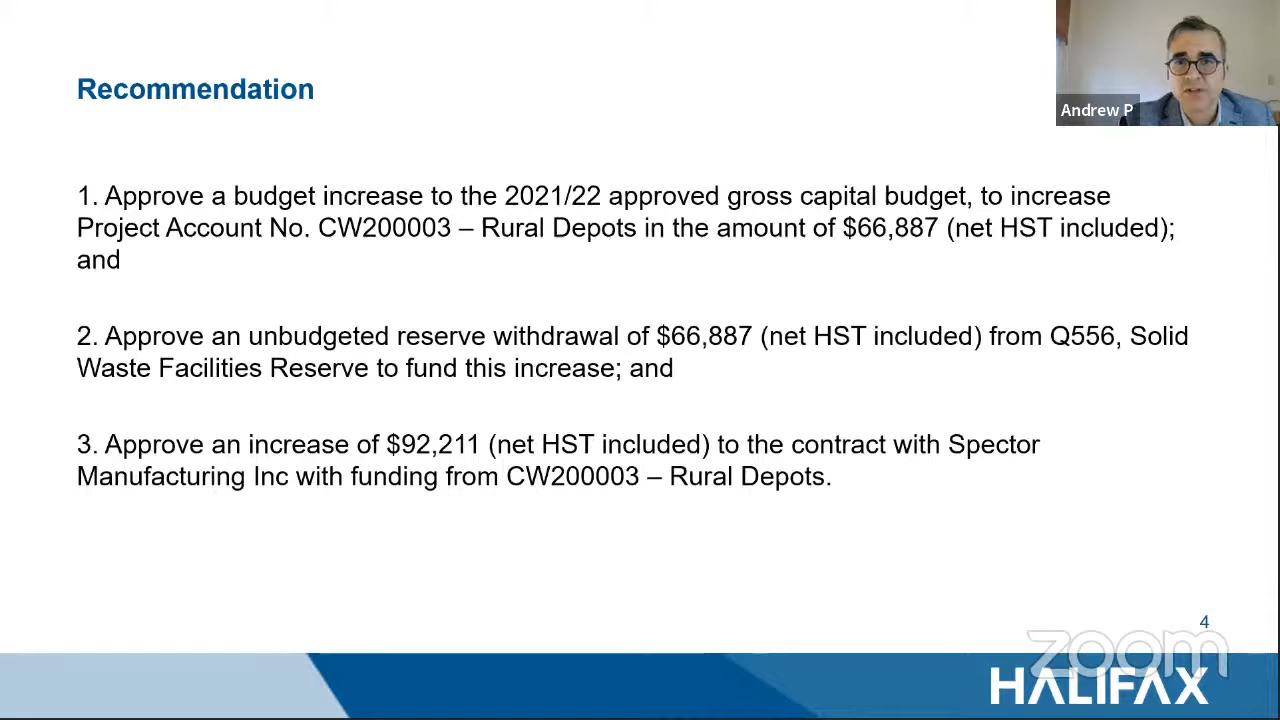 Recommendation
Andrew P
1. Approve a budget increase to the 2021/22 approved gross capital budget, to increase
Project Account No. CW200003 – Rural Depots in the amount of $66,887 (net HST included);
and
2. Approve an unbudgeted reserve withdrawal of $66,887 (net HST included) from Q556, Solid
Waste Facilities Reserve to fund this increase; and
3. Approve an increase of $92,211 (net HST included) to the contract with Spector
Manufacturing Inc with funding from CW200003 – Rural Depots.
4
zoom
HALIFAX